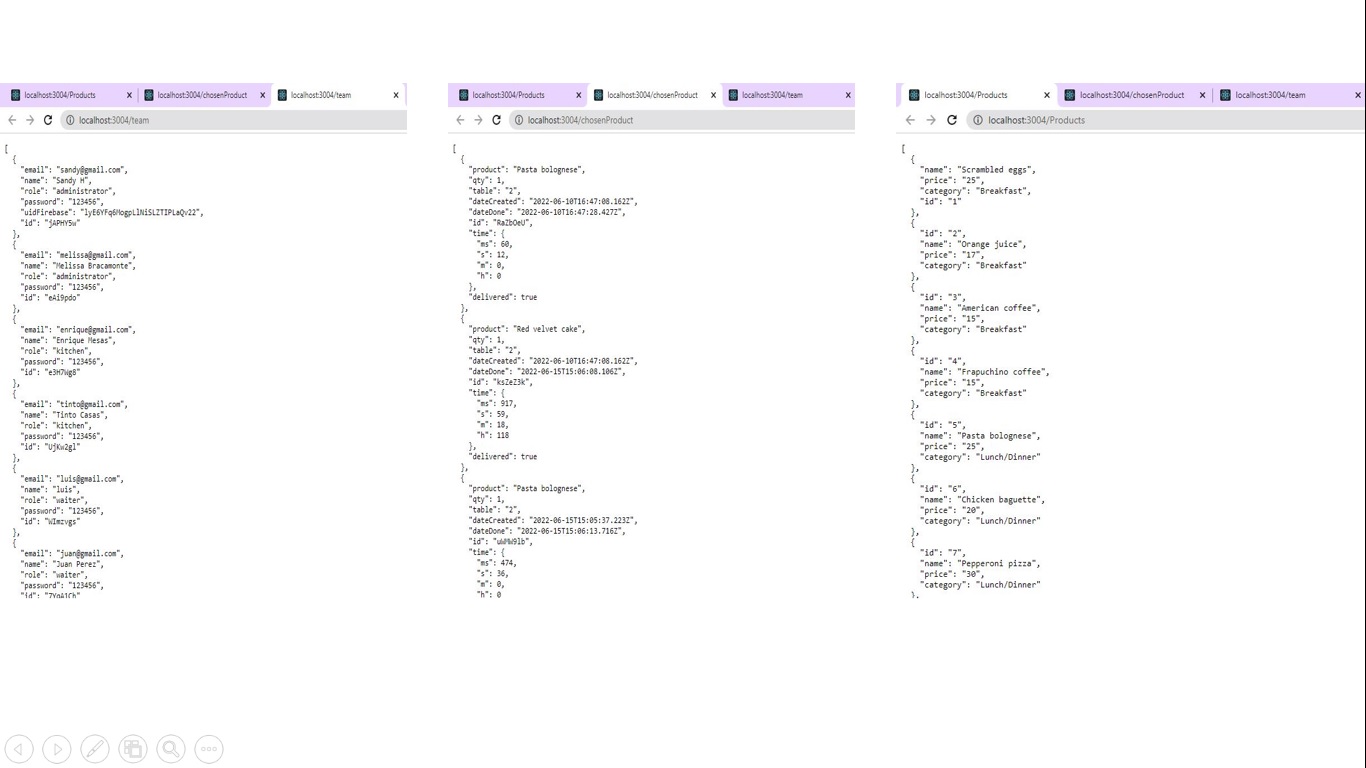 localhost:3004/Products
localhost:3004/chosenProduct
localhost:3004/team
localhost:3004/team
[
{
"email": "sandy@gmail.com",
"name": "Sandy H",
"role": "administrator",
"password": "123456",
"uidFirebase": "lyE6YFq6MogpLlNiSLZTIPLaQv22",
"id": "jAPHY5w"
},
{
"email": "melissa@gmail.com",
"name": "Melissa Bracamonte",
"role": "administrator",
"password": "123456",
"id": "eAi9pdo"
},
{
"email": "enrique@gmail.com",
"name": "Enrique Mesas",
"role": "kitchen",
"password": "123456",
"id": "e3H7Wg8"
},
{
"email": "tinto@gmail.com",
"name": "Tinto Casas",
"role": "kitchen",
"password": "123456",
"id": "UjKw2gl"
},
{
"email": "luis@gmail.com",
"name": "luis",
"role": "waiter",
"password": "123456",
"id": "WImzvgs"
},
{
"email": "juan@gmail.com",
"name": "Juan Perez",
"role": "waiter",
"password": "123456",
"id":
localhost:3004/Products
localhost:3004/chosenProduct
localhost:3004/team
localhost:3004/chosenProduct
[
{
"product": "Pasta bolognese",
"qty": 1,
"table": "2",
"dateCreated": "2022-06-10T16:47:08.162Z",
"dateDone": "2022-06-10T16:47:28.427Z",
"id": "RaZbOeU",
"time": {
"ms": 60,
"s": 12,
"m": 0,
"h": 0
},
"delivered": true
},
{
"product": "Red velvet cake",
"qty": 1,
"table": "2",
"dateCreated": "2022-06-10T16:47:08.162Z",
"dateDone": "2022-06-15T15:06:08.106Z",
"id": "ksZeZ3k",
"time": {
"ms": 917,
"s": 59,
"m": 18,
"h": 118
},
"delivered": true
},
{
"product": "Pasta bolognese",
"qty": 1,
"table": "2",
"dateCreated": "2022-06-15T15:05:37.223Z",
"dateDone": "2022-06-15T15:06:13.716Z",
"id": "uWMW9lb",
"time": {
"ms": 474,
"s": 36,
"m": 0,
"h": 0
localhost:3004/Products
localhost:3004/chosenProduct
localhost:3004/team
localhost:3004/Products
[
{
"name": "Scrambled eggs",
"price": "25",
"category": "Breakfast",
"id": "1"
},
{
"id": "2",
"name": "Orange juice",
"price": "17",
"category": "Breakfast"
},
{
"id": "3",
"name": "American coffee",
"price": "15",
"category": "Breakfast"
},
{
"id": "4",
"name": "Frapuchino coffee",
"price": "15",
"category": "Breakfast"
},
{
"id": "5",
"name": "Pasta bolognese",
"price": "25",
"category": "Lunch/Dinner"
},
{
"id": "6",
"name": "Chicken baguette",
"price": "20",
"category": "Lunch/Dinner"
},
{
"id": "7",
"name": "Pepperoni pizza",
"price": "30",
"category": "Lunch/Dinner"
},